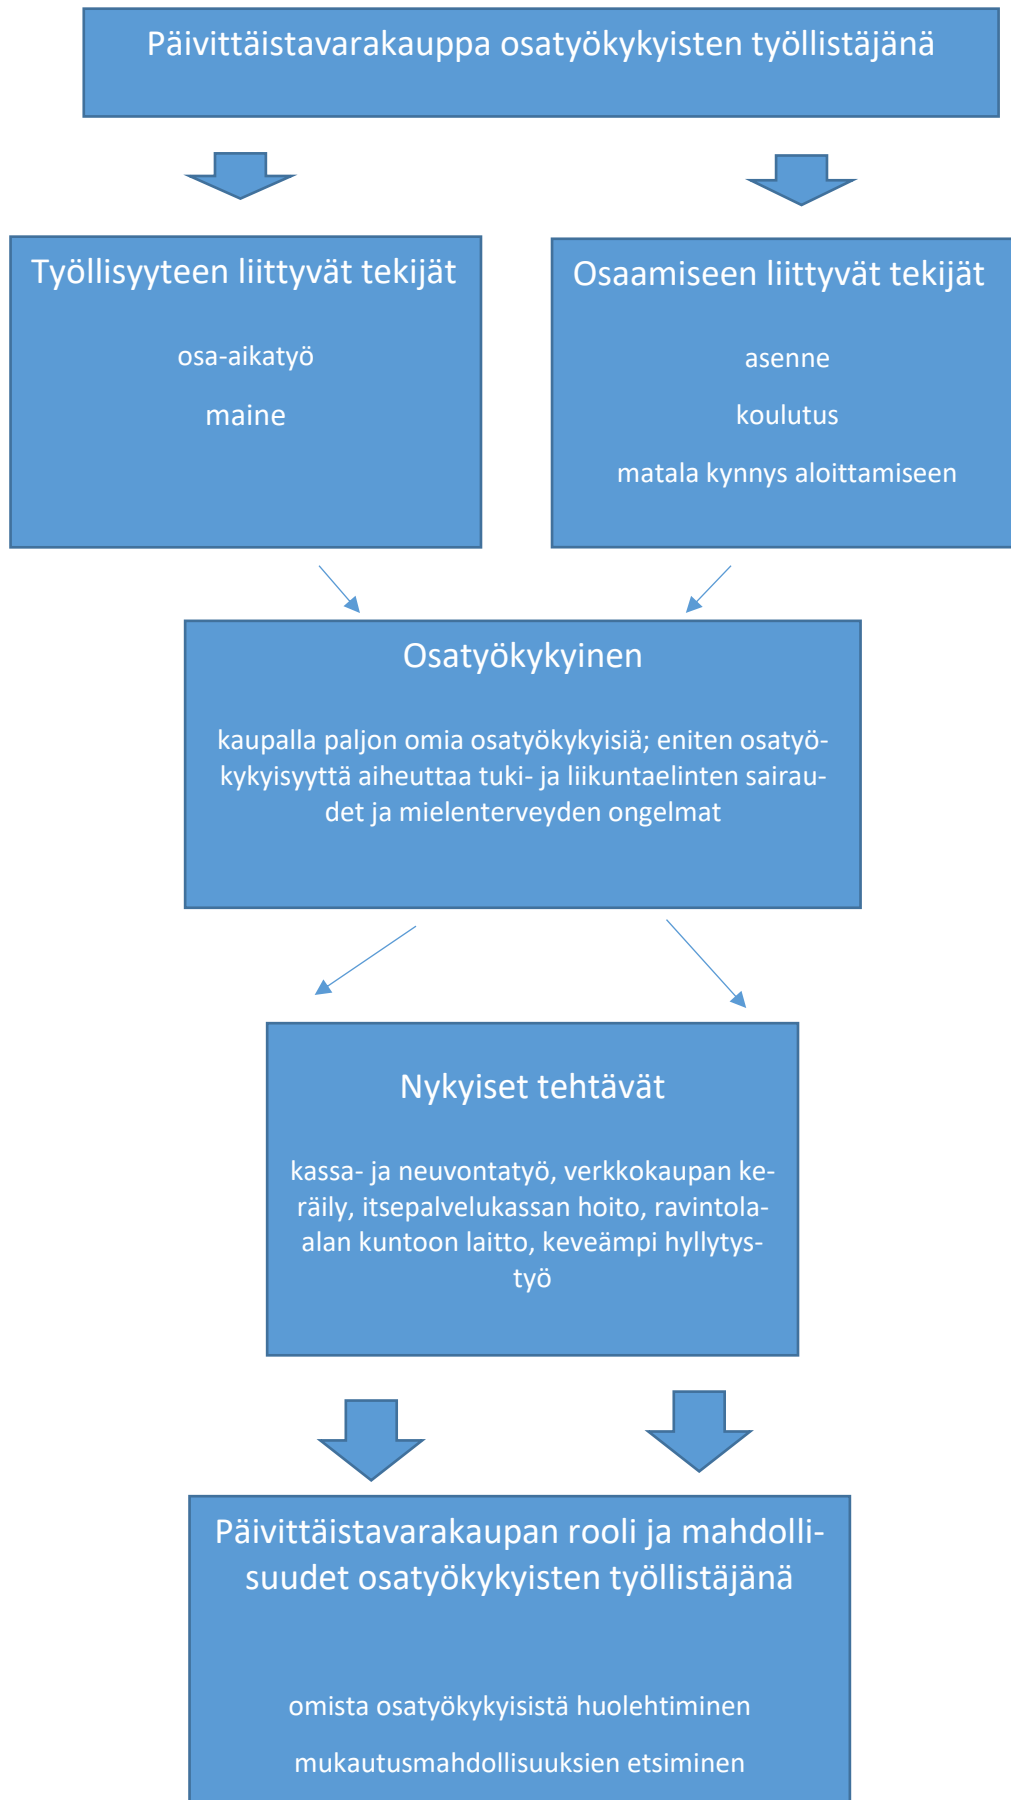 Päivittäistavarakauppa osatyökykyisten työllistäjänä
Työllisyyteen liittyvät tekijät
osa-aikatyö
maine
Osaamiseen liittyvät tekijät
asenne
koulutus
matala kynnys aloittamiseen
Osatyökykyinen
kaupalla paljon omia osatyökykyisiä; eniten osatyö-
kykyisyyttä aiheuttaa tuki- ja liikuntaelinten sairau-
det ja mielenterveyden ongelmat
Nykyiset tehtävät
kassa- ja neuvontatyö, verkkokaupan ke-
räily, itsepalvelukassan hoito, ravintola-
alan kuntoon laitto, keveämpi hyllytys-
työ
Päivittäistavarakaupan rooli ja mahdolli-
suudet osatyökykyisten työllistäjänä
omista osatyökykyisistä huolehtiminen
mukautusmahdollisuuksien etsiminen